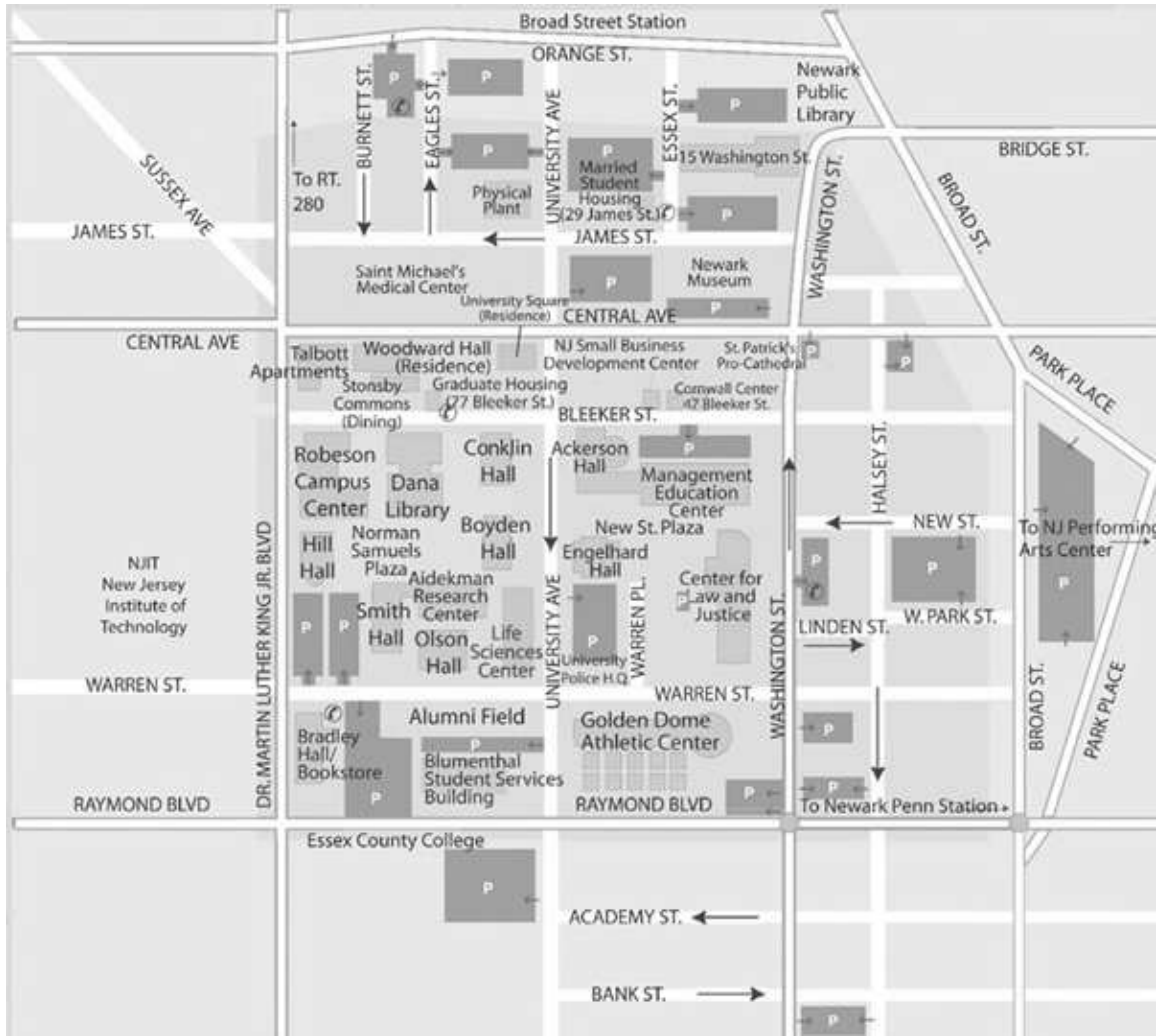 Broad Street Station
ORANGE ST.
BURNETT ST.
EAGLES ST.
UNIVERSITY AVE
ESSEX ST.
P
P
P
P
P
P
Newark
Public
Library
15 Washington St.
BRIDGE ST.
SUSSEX AVE
To RT.
280
Physical
Plant
Married
Student
Housing
(29 James St.)
P
WASHINGTON ST.
BROAD ST.
JAMES ST.
JAMES ST.
Saint Michael's
Medical Center
University Square
(Residence)
P
Newark
Museum
P
CENTRAL AVE
CENTRAL AVE
Talbott
Apartments
Woodward Hall
(Residence)
Stonsby
Commons
(Dining)
Graduate Housing
(77 Bleeker St.)
NJ Small Business
Development Center
St. Patrick's
Pro-Cathedral
P
P
Cornwall Center
47 Bleeker St.
PARK PLACE
BLEEKER ST.
Robeson
Campus
Center
Dana
Library
Conklin
Hall
Ackerson
Hall
P
Management
Education
Center
HALSEY ST.
DR. MARTIN LUTHER KING JR. BLVD
Hill
Hall
Norman
Samuels
Plaza
Boyden
Hall
New St. Plaza
Engelhard
Hall
NEW ST.
To NJ Performing
Arts Center
P
NJIT
New Jersey
Institute of
Technology
P
P
Smith
Hall
Aidekman
Research
Center
Olson
Hall
Life
Sciences
Center
UNIVERSITY AVE
P
University
Police H.Q.
WARREN PL.
P
Center for
Law and
Justice
WASHINGTON ST.
P
P
W. PARK ST.
LINDEN ST.
P
WARREN ST.
WARREN ST.
BROAD ST.
PARK PLACE
Bradley
Hall/
Bookstore
P
Alumni Field
P
Blumenthal
Student Services
Building
Golden Dome
Athletic Center
P
P
P
RAYMOND BLVD
RAYMOND BLVD
To Newark Penn Station
Essex County College
P
ACADEMY ST.
BANK ST.
P